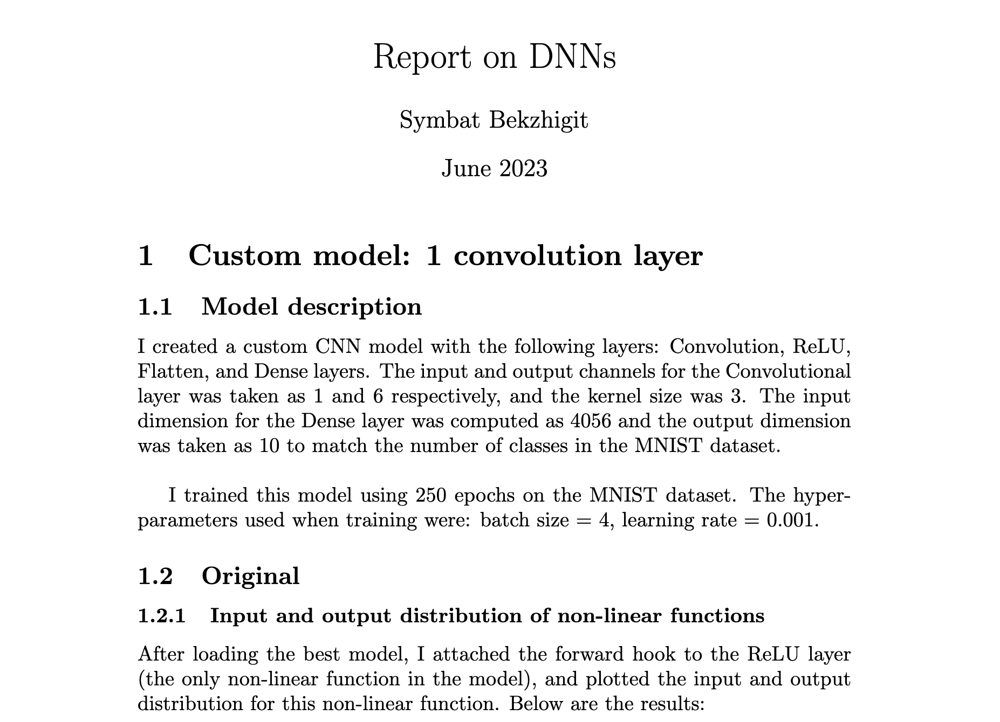 Report on DNNs
Symbat Bekzhigit
June 2023
1 Custom model: 1 convolution layer
1.1 Model description
I created a custom CNN model with the following layers: Convolution, ReLU,
Flatten, and Dense layers. The input and output channels for the Convolutional
layer was taken as 1 and 6 respectively, and the kernel size was 3. The input
dimension for the Dense layer was computed as 4056 and the output dimension
was taken as 10 to match the number of classes in the MNIST dataset.
I trained this model using 250 epochs on the MNIST dataset. The hyper-
parameters used when training were: batch size = 4, learning rate = 0.001.
1.2 Original
1.2.1 Input and output distribution of non-linear functions
After loading the best model, I attached the forward hook to the ReLU layer
(the only non-linear function in the model), and plotted the input and output
distribution for this non-linear function. Below are the results: